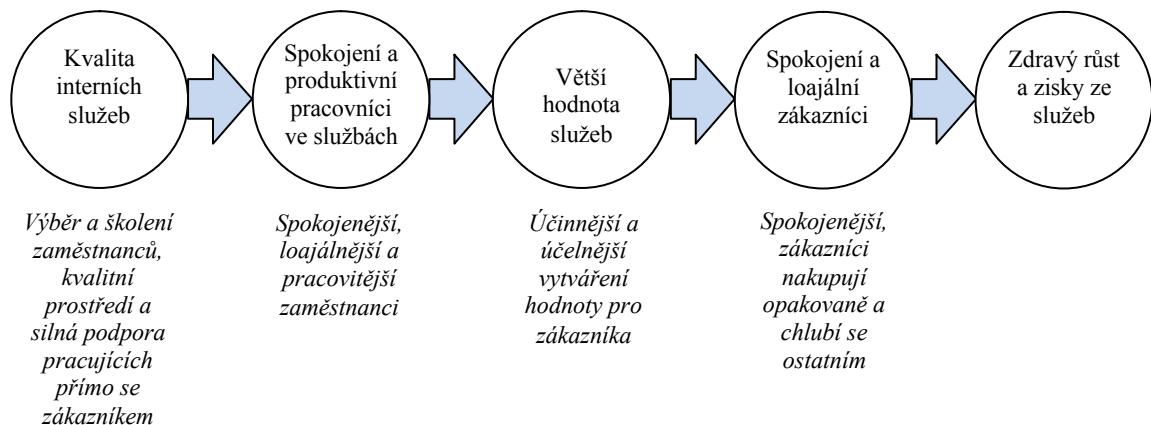 Kvalita
interních
služeb
Spokojení a
produktivní
pracovníci
ve službách
Větší
hodnota
služeb
Spokojení a
loajální
zákazníci
Zdravý růst
a zisky ze
služeb
Výběr a školení
zaměstnanců,
kvalitní
prostředí a
silná podpora
pracujících
přímo se
zákazníkem
Spokojenější,
loajálnější a
pracovitější
zaměstnanci
Účinnější a
účelnější
vytváření
hodnoty pro
zákazníka
Spokojenější,
zákazníci
nakupují
opakovaně a
chlubí se
ostatním